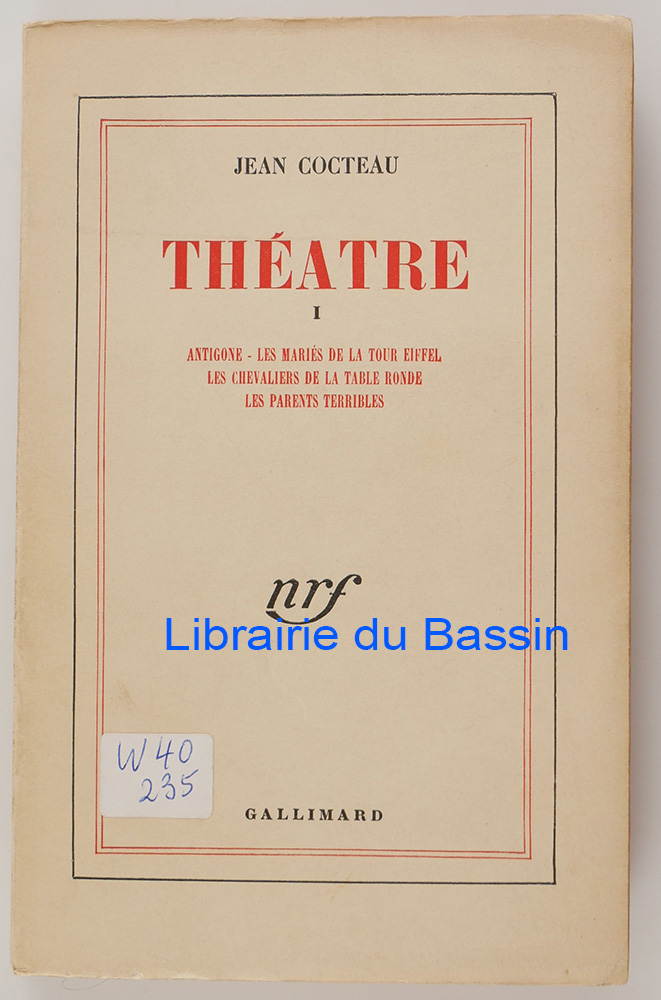 JEAN COCTEAU
THÉATRE
I
ANTIGONE - LES MARIÉS DE LA TOUR EIFFEL
LES CHEVALIERS DE LA TABLE RONDE
LES PARENTS TERRIBLES
nrf
Librairie du Bassin
W 40
235
GALLIMARD